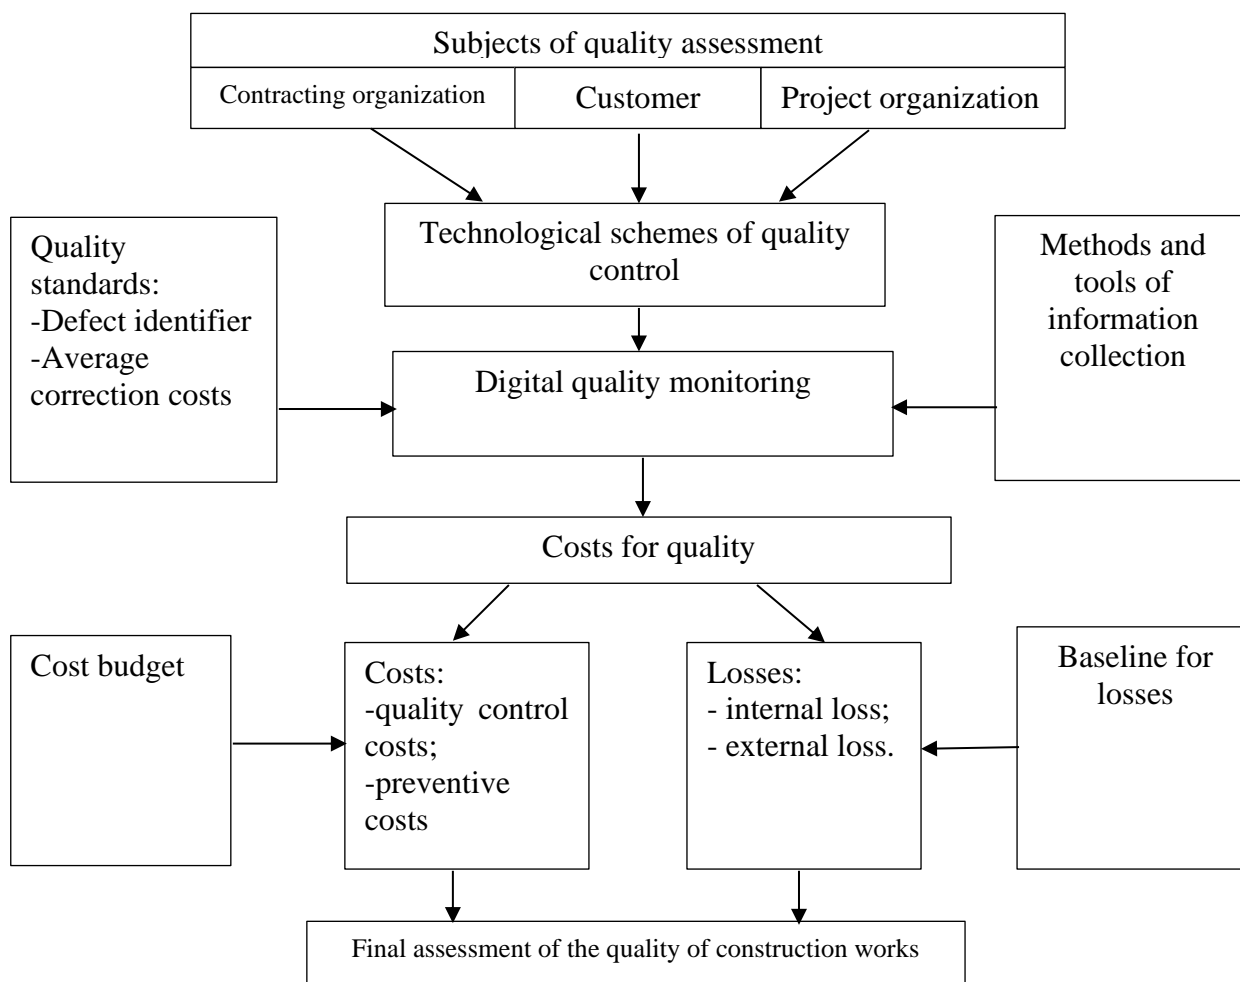 Subjects of quality assessment
Contracting organization
Customer
Project organization
Technological schemes of quality
control
Quality
standards:
-Defect identifier
-Average
correction costs
Methods and
tools of
information
collection
Digital quality monitoring
Costs for quality
Cost budget
Costs:
-quality control
costs;
-preventive
costs
Losses:
- internal loss;
- external loss.
Baseline for
losses
Final assessment of the quality of construction works